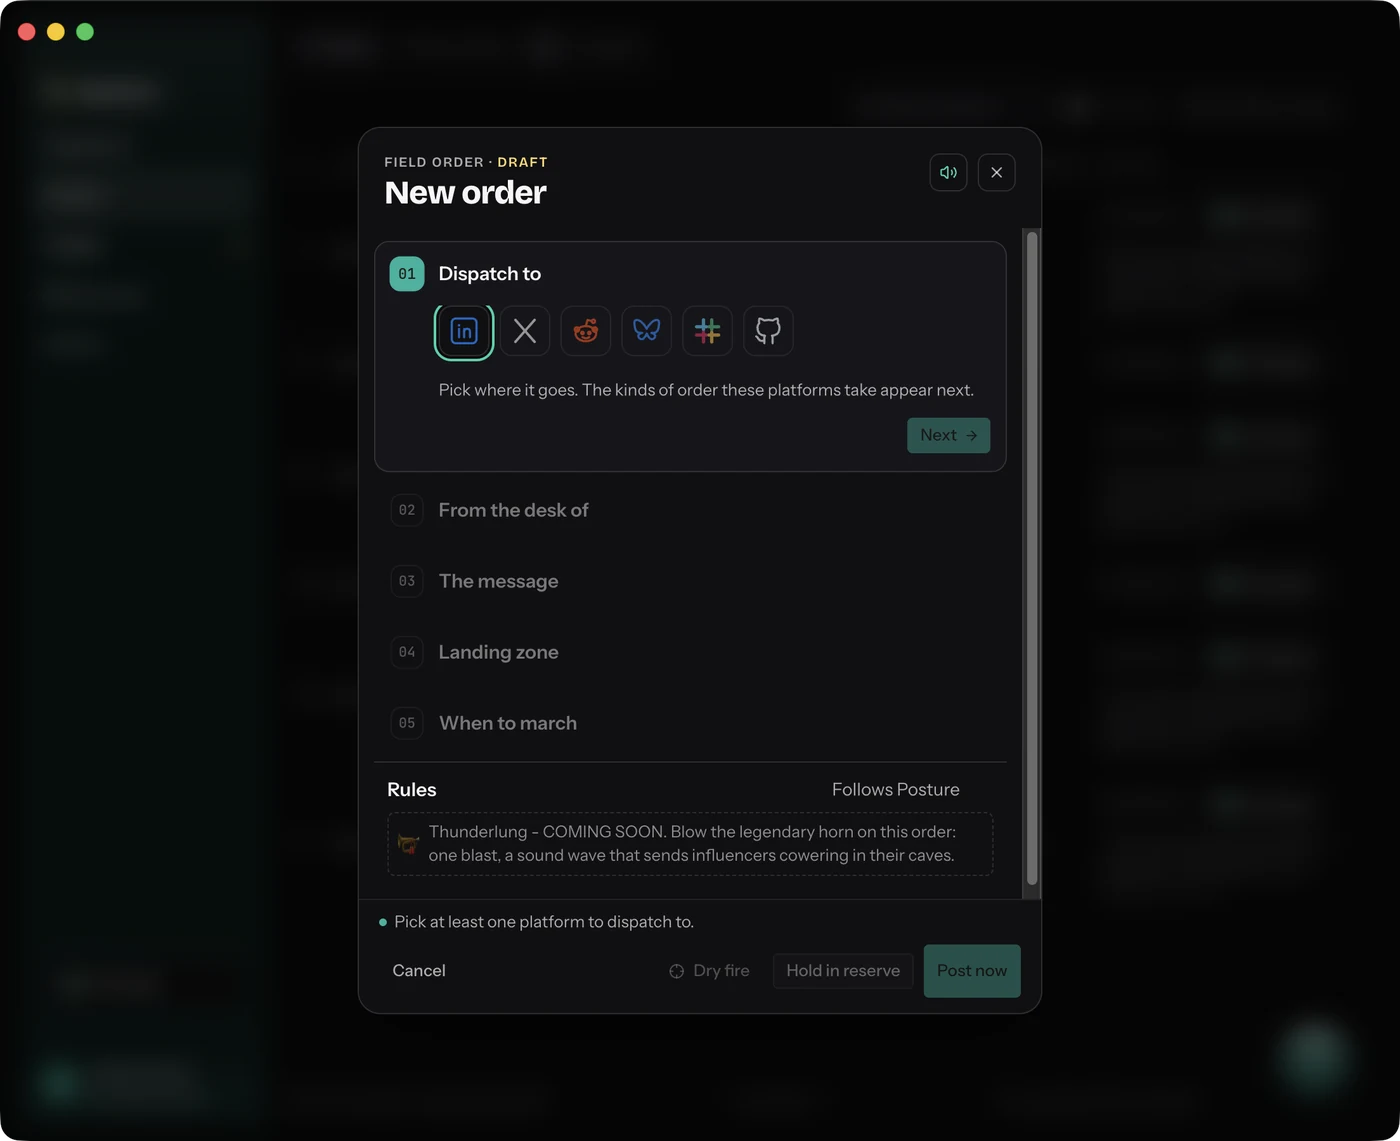 FIELD ORDER · DRAFT
New order
01 Dispatch to
in
Pick where it goes. The kinds of order these platforms take appear next.
Next →
02 From the desk of
03 The message
04 Landing zone
05 When to march
Rules Follows Posture
Thunderlung - COMING SOON. Blow the legendary horn on this order:
one blast, a sound wave that sends influencers cowering in their caves.
Pick at least one platform to dispatch to.
Cancel Dry fire Hold in reserve Post now